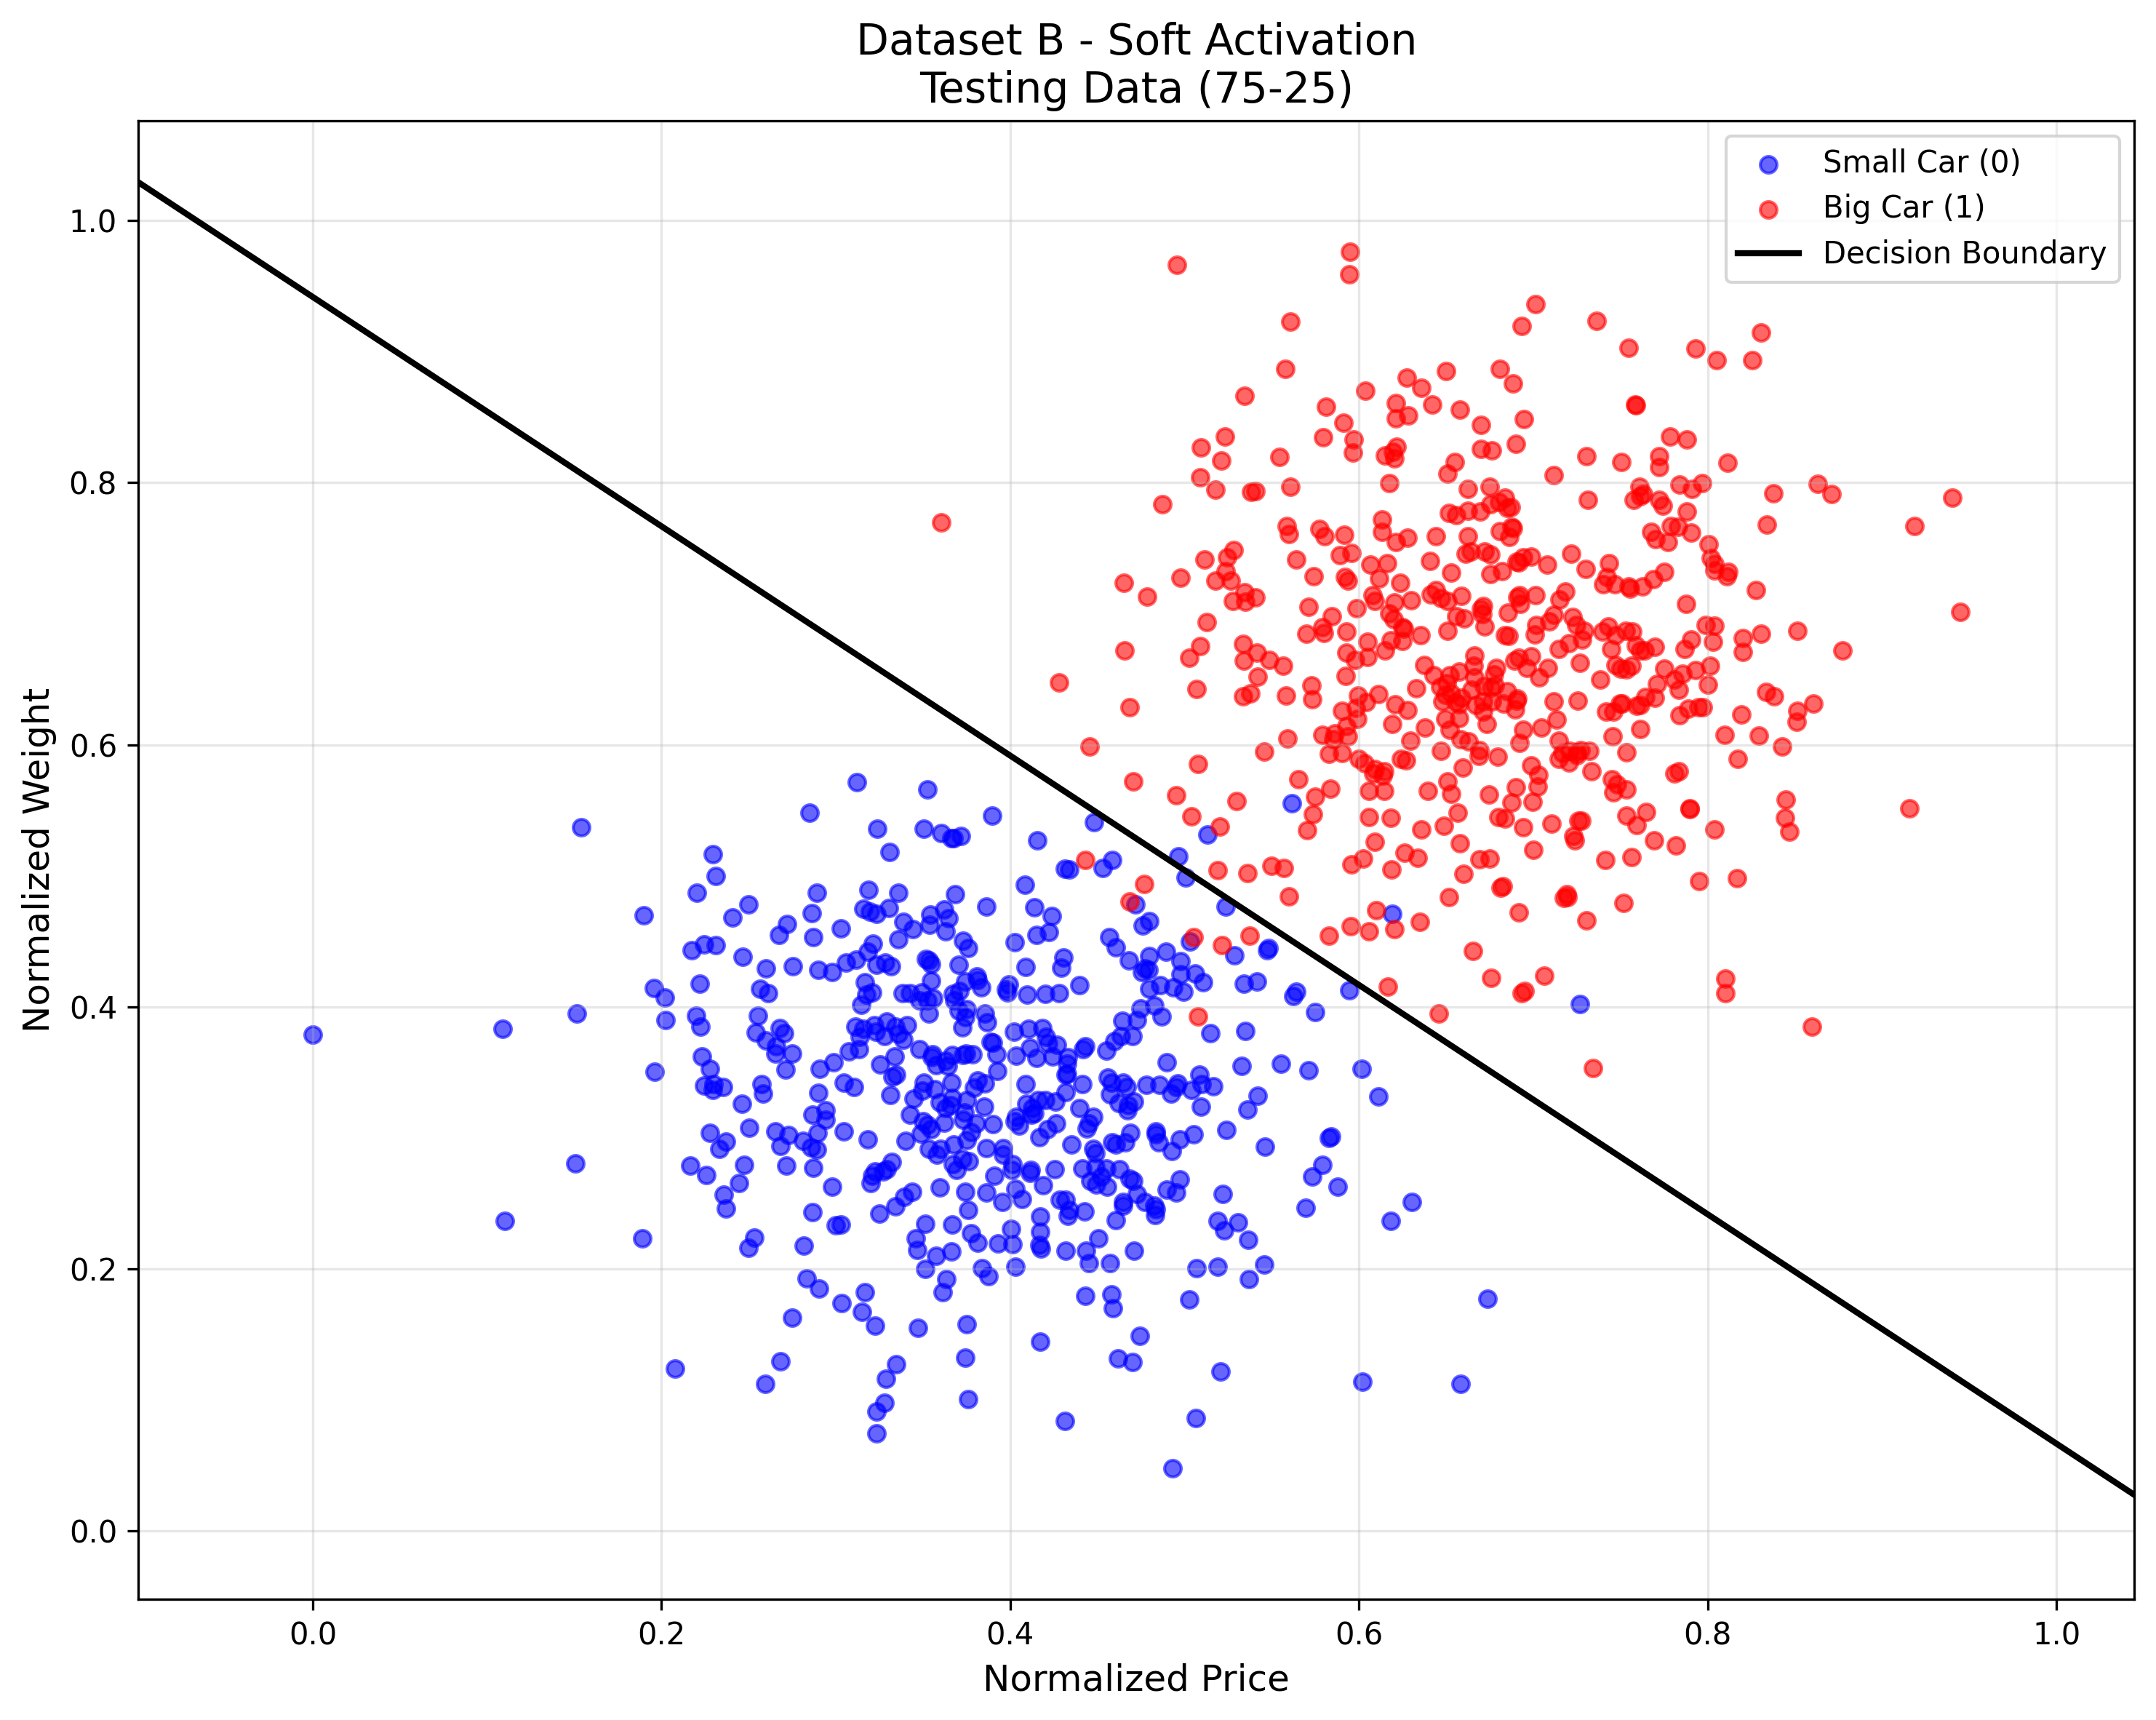 Dataset B - Soft Activation
Testing Data (75-25)
Small Car (0)
Big Car (1)
Decision Boundary
Normalized Weight
1.0
0.8
0.6
0.4
0.2
0.0
0.0 0.2 0.4 0.6 0.8 1.0
Normalized Price